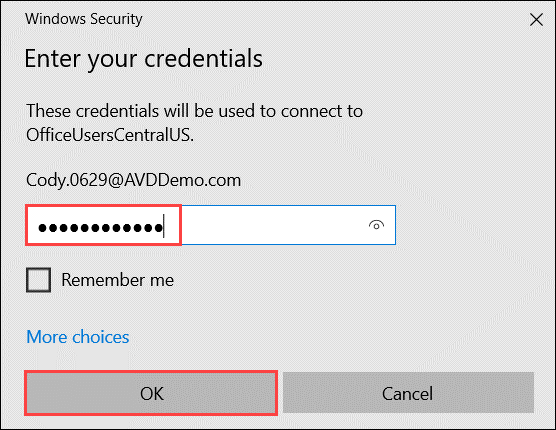 Windows Security
Enter your credentials
These credentials will be used to connect to
OfficeUsersCentralUS.
Cody.0629@AVDDemo.com
●●●●●●●●●●●●
Remember me
More choices
OK
Cancel